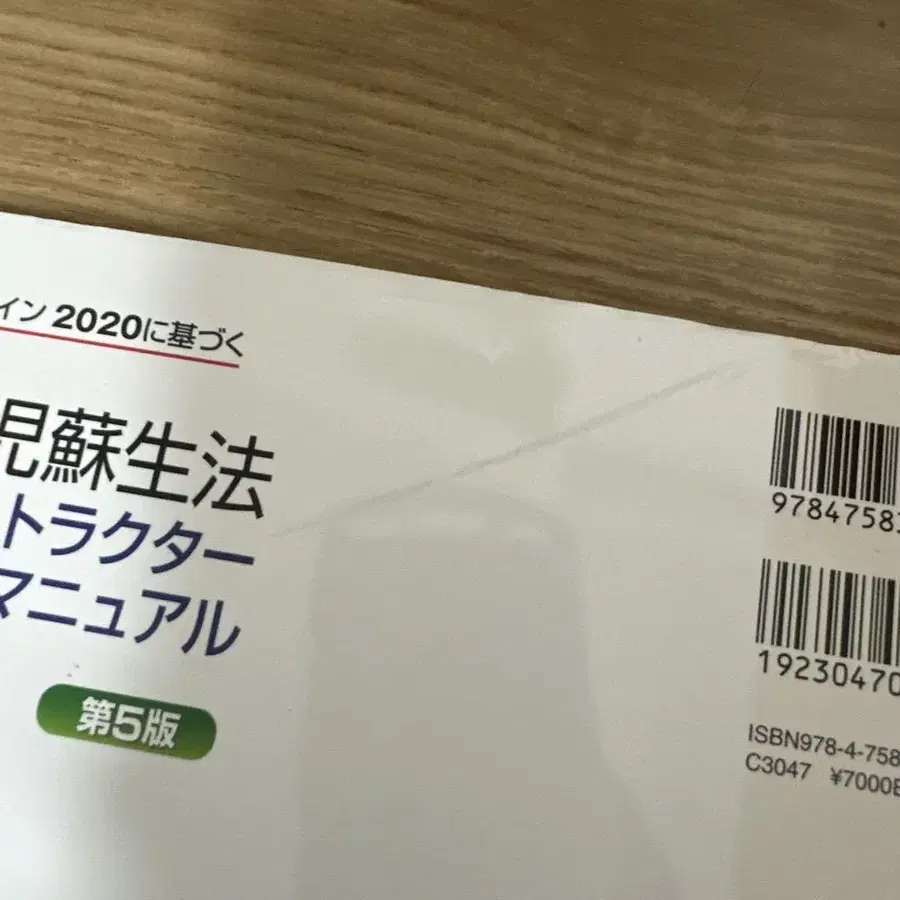 イン 2020に基づく
児蘇生法
トラクター
マニュアル
第5版
9784758
19230470
ISBN978-4-758
C3047 ¥7000E